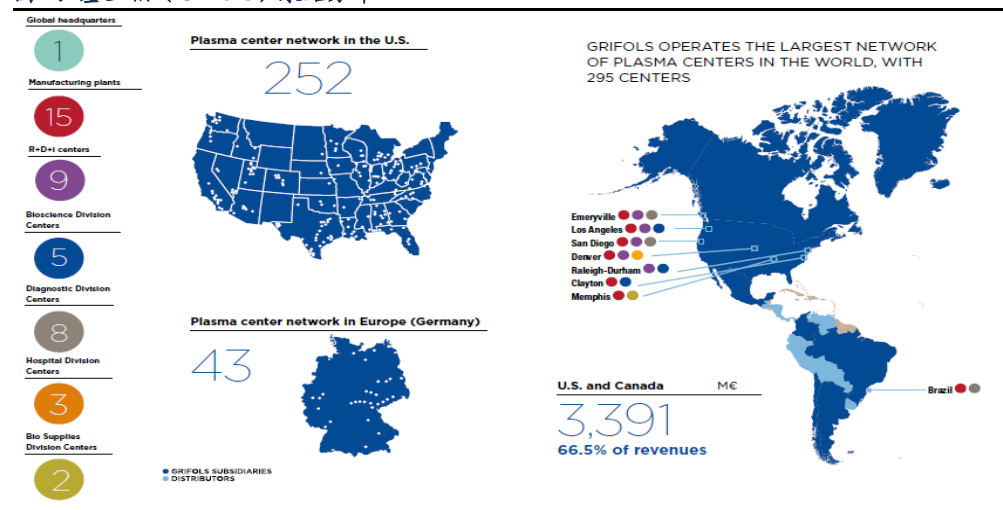 Global headquarters
1
Manufacturing plants
15
R+D+I centers
9
Bioscience Division
Centers
5
Diagnostic Division
Centers
8
Hospital Division
Centers
3
Bio Supplies
Division Centers
2
Plasma center network in the U.S.
252
Plasma center network in Europe (Germany)
43
GRIFOLS SUBSIDIARIES
DISTRIBUTORS
GRIFOLS OPERATES THE LARGEST NETWORK
OF PLASMA CENTERS IN THE WORLD, WITH
295 CENTERS
Emeryville
Los Angeles
San Diego
Denver
Raleigh-Durham
Clayton
Memphis
Brazil
U.S. and Canada M€
3,391
66.5% of revenues